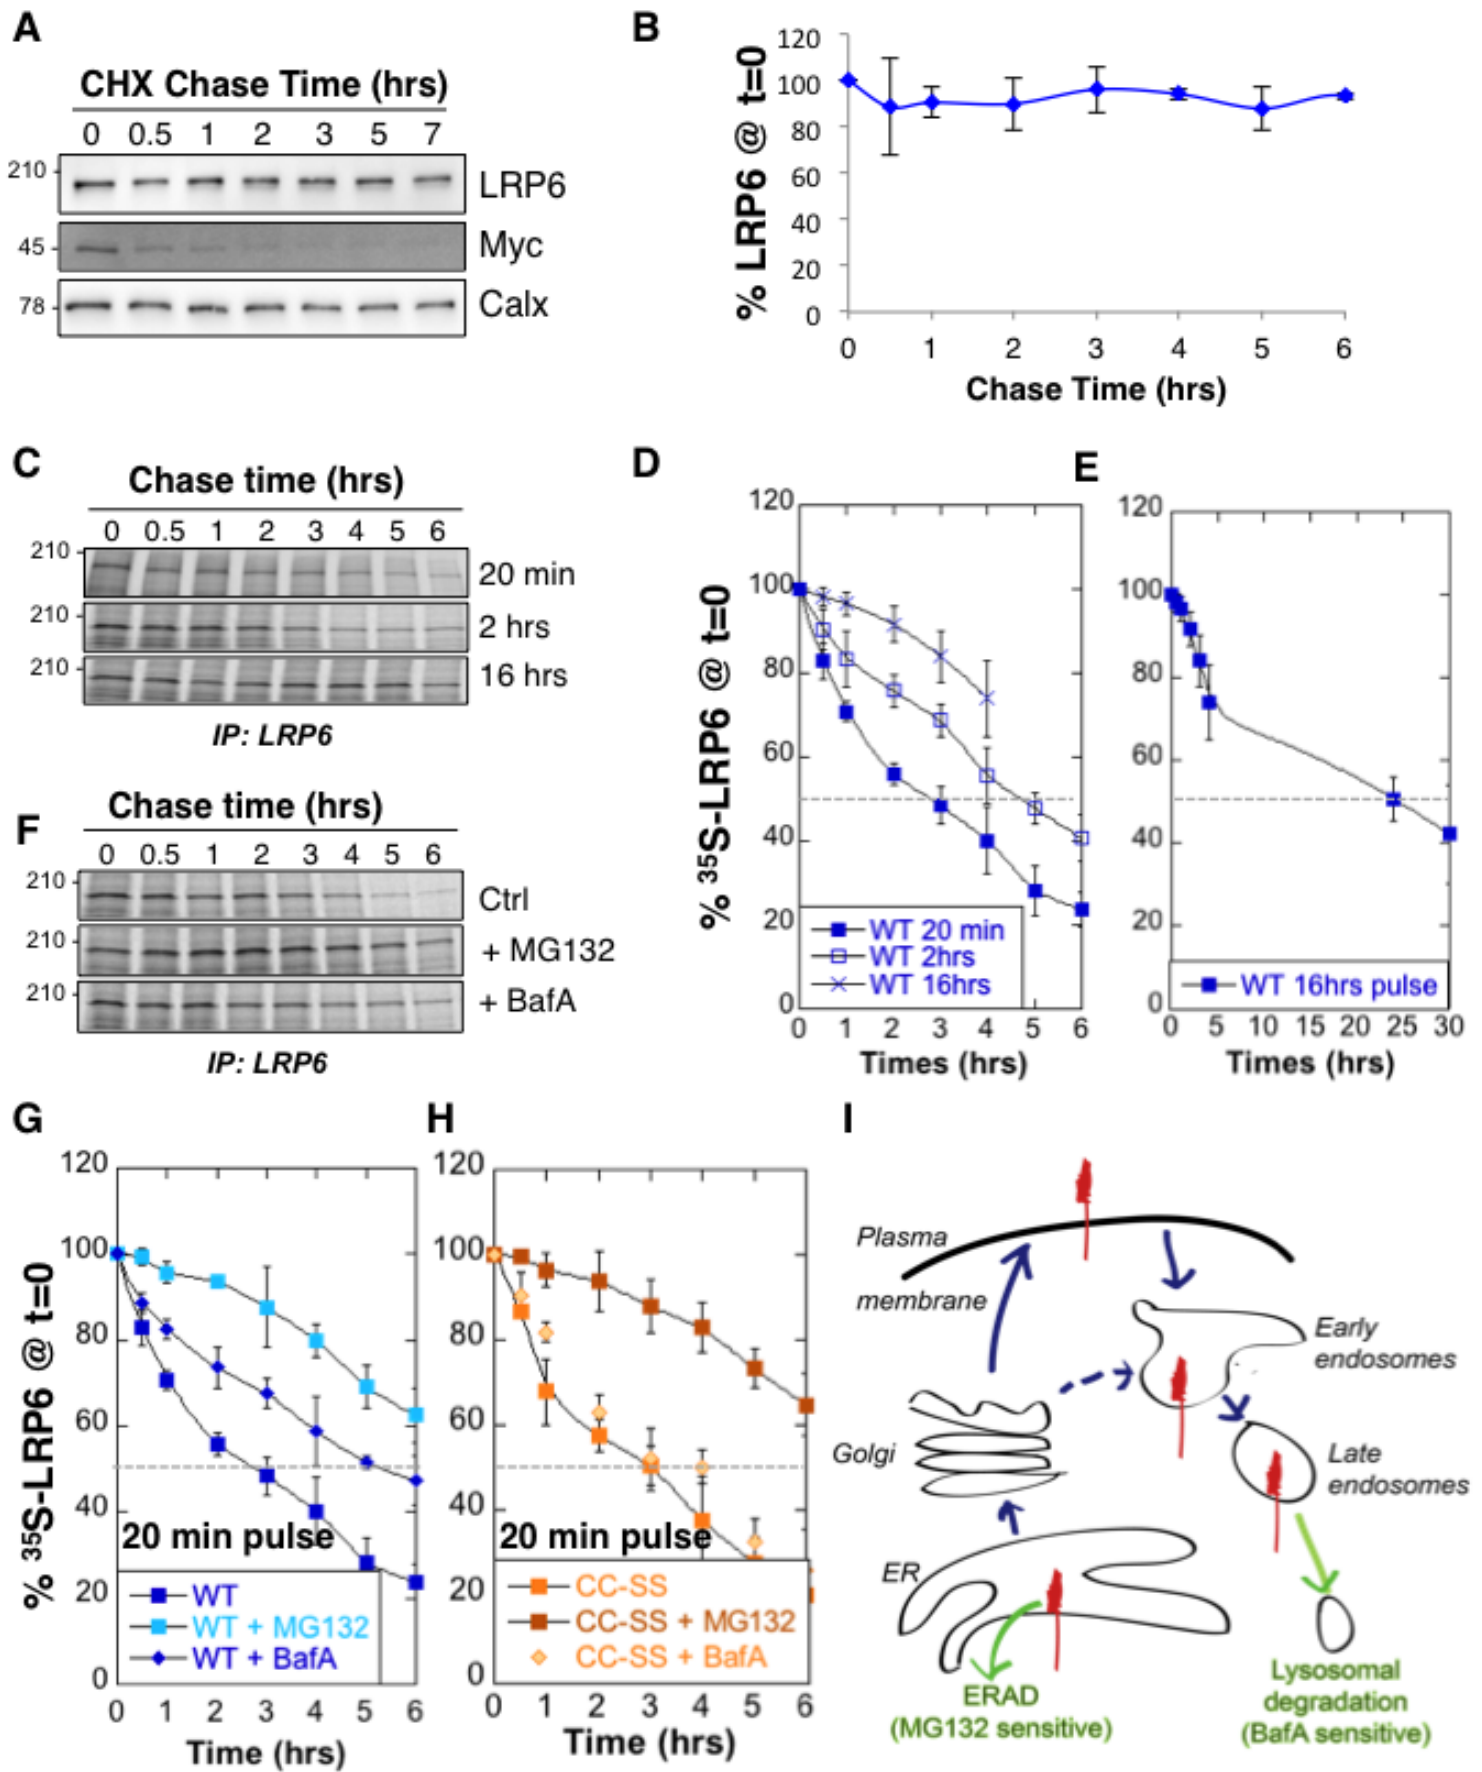 A
CHX Chase Time (hrs)
0 0.5 1 2 3 5 7
210 LRP6
45 Myc
78 Calx
B
% LRP6 @ t=0
120
100
80
60
40
20
0
0 1 2 3 4 5 6
Chase Time (hrs)
C
Chase time (hrs)
0 0.5 1 2 3 4 5 6
210 20 min
210 2 hrs
210 16 hrs
IP: LRP6
D
% 35S-LRP6 @ t=0
120
100
80
60
40
20
0
WT 20 min
WT 2hrs
WT 16hrs
0 1 2 3 4 5 6
Times (hrs)
E
120
100
80
60
40
20
0
WT 16hrs pulse
0 5 10 15 20 25 30
Times (hrs)
F
Chase time (hrs)
0 0.5 1 2 3 4 5 6
210 Ctrl
210 + MG132
210 + BafA
IP: LRP6
G
% 35S-LRP6 @ t=0
120
100
80
60
40
20
0
20 min pulse
WT
WT + MG132
WT + BafA
0 1 2 3 4 5 6
Time (hrs)
H
120
100
80
60
40
20
0
20 min pulse
CC-SS
CC-SS + MG132
CC-SS + BafA
0 1 2 3 4 5 6
Time (hrs)
I
Plasma
membrane
Early
endosomes
Golgi
Late
endosomes
ER
ERAD
(MG132 sensitive)
Lysosomal
degradation
(BafA sensitive)